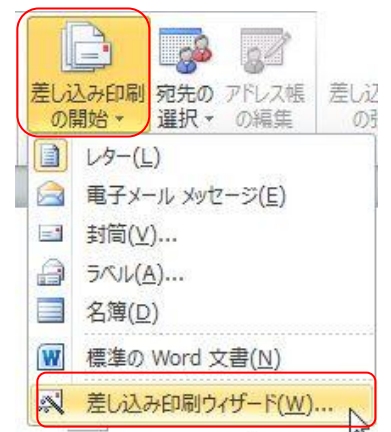 差し込み印刷の開始
宛先の選択
アドレス帳の編集
差し込
レター(L)
電子メール メッセージ(E)
封筒(V)...
ラベル(A)...
名簿(D)
標準の Word 文書(N)
差し込み印刷ウィザード(W)...